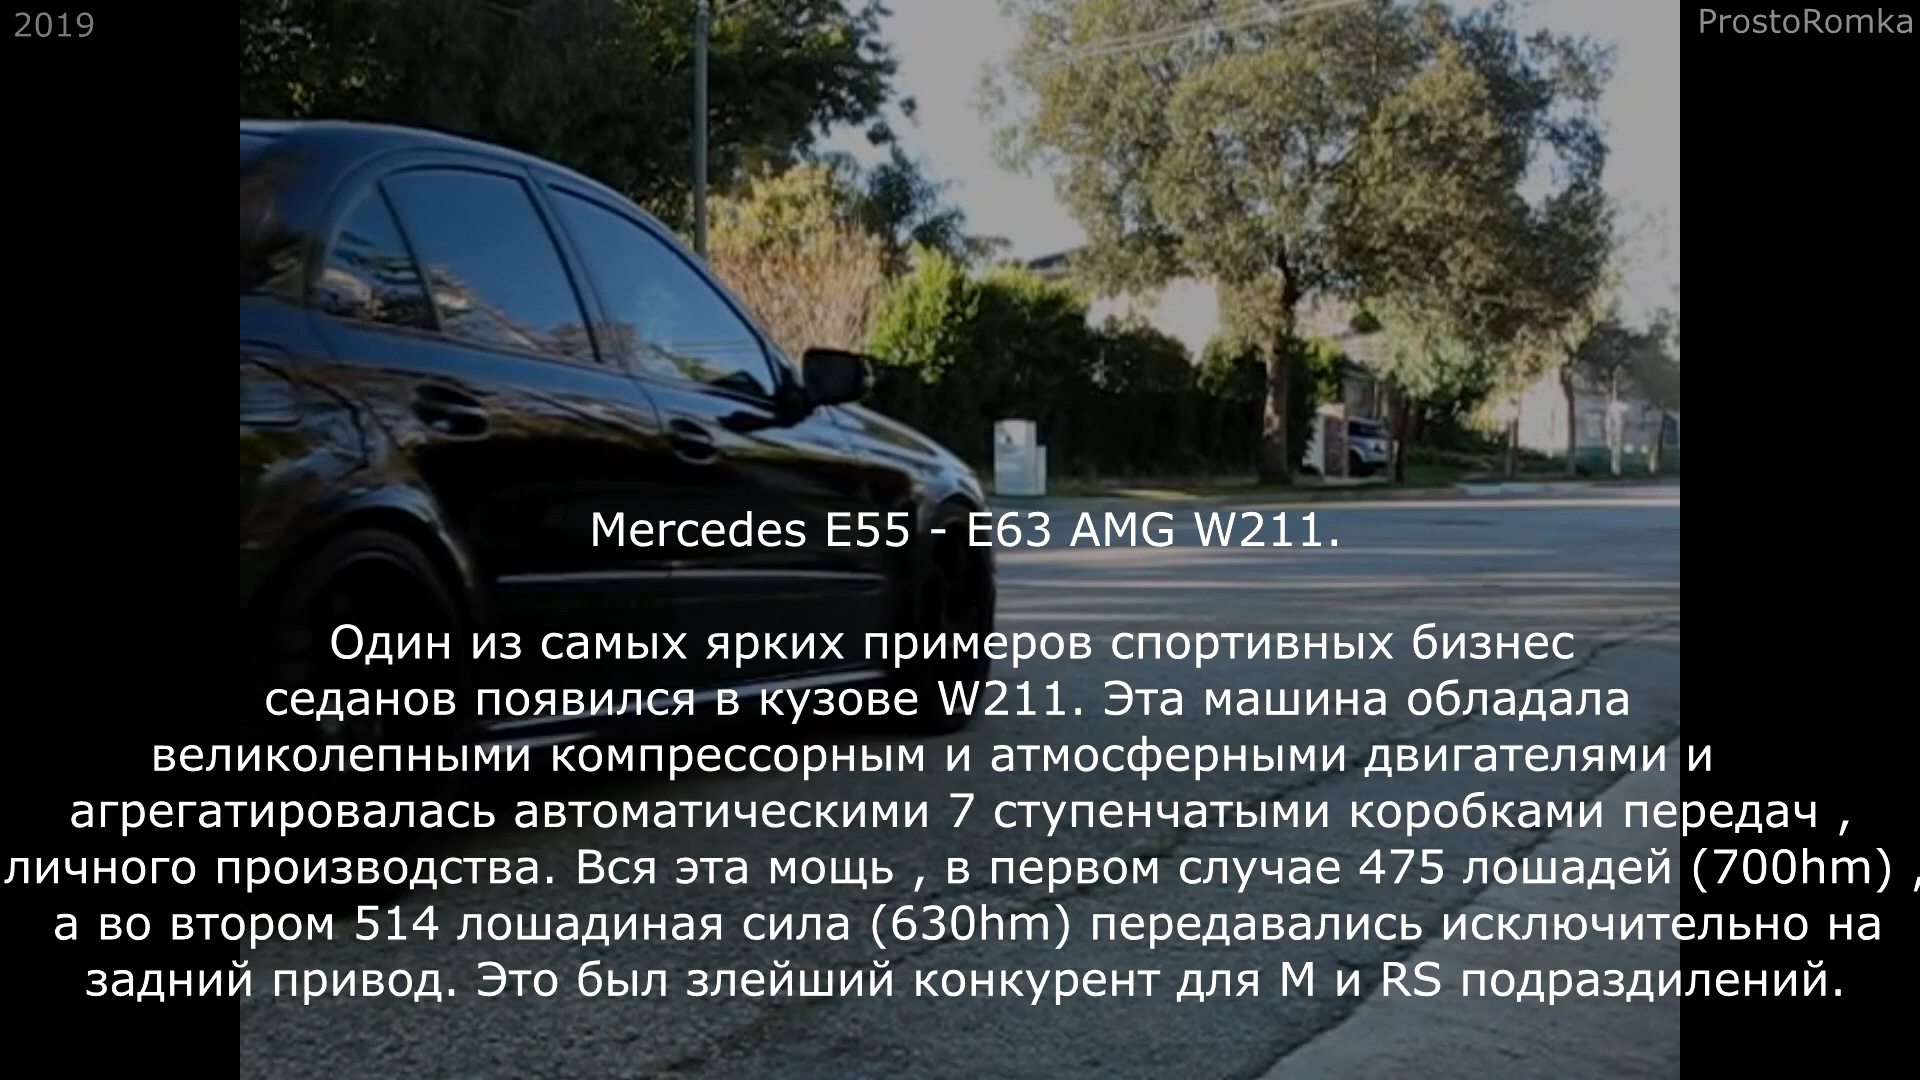 2019
ProstoRomka
Mercedes E55 - E63 AMG W211.
Один из самых ярких примеров спортивных бизнес
седанов появился в кузове W211. Эта машина обладала
великолепными компрессорным и атмосферными двигателями и
агрегатировалась автоматическими 7 ступенчатыми коробками передач ,
личного производства. Вся эта мощь , в первом случае 475 лошадей (700hm) ,
а во втором 514 лошадиная сила (630hm) передавались исключительно на
задний привод. Это был злейший конкурент для M и RS подраздилений.